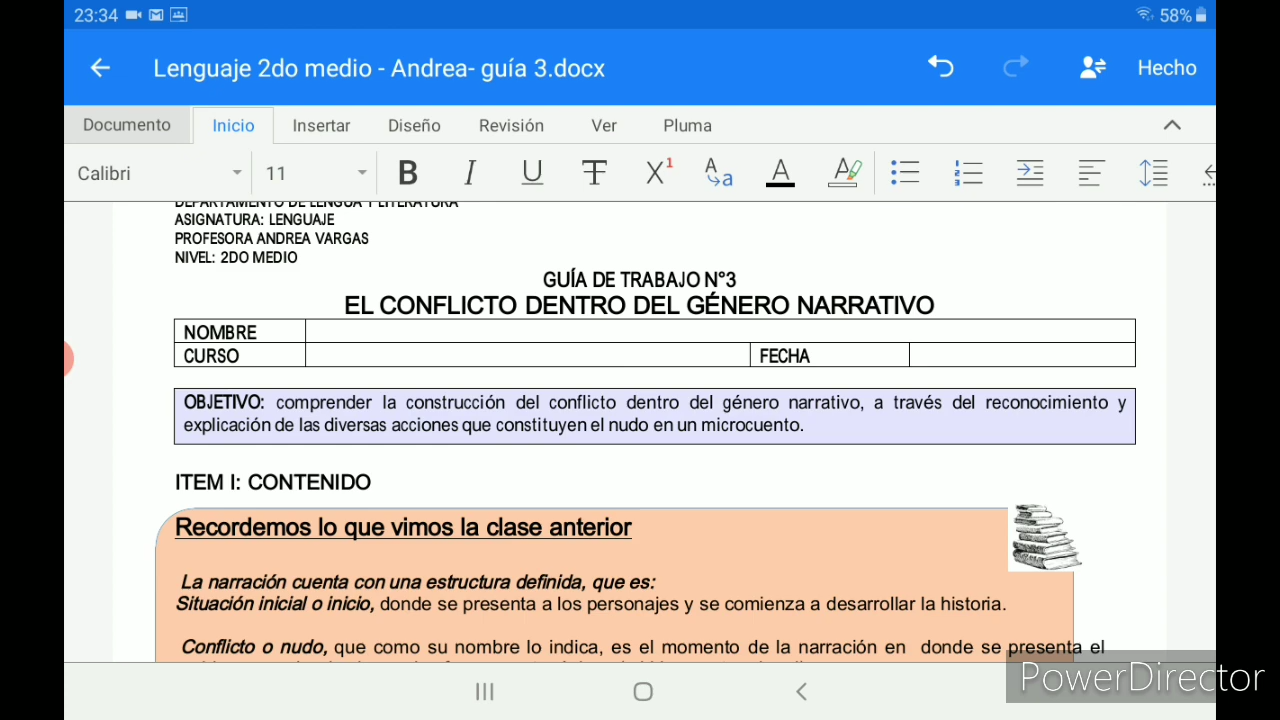 23:34 58%
Lenguaje 2do medio - Andrea- guía 3.docx Hecho
Documento Inicio Insertar Diseño Revisión Ver Pluma
Calibri 11 B I U T X¹ A a A A
DEPARTAMENTO DE LENGUA Y LITERATURA
ASIGNATURA: LENGUAJE
PROFESORA ANDREA VARGAS
NIVEL: 2DO MEDIO
GUÍA DE TRABAJO N°3
EL CONFLICTO DENTRO DEL GÉNERO NARRATIVO
NOMBRE
CURSO FECHA
OBJETIVO: comprender la construcción del conflicto dentro del género narrativo, a través del reconocimiento y
explicación de las diversas acciones que constituyen el nudo en un microcuento.
ITEM I: CONTENIDO
Recordemos lo que vimos la clase anterior
La narración cuenta con una estructura definida, que es:
Situación inicial o inicio, donde se presenta a los personajes y se comienza a desarrollar la historia.
Conflicto o nudo, que como su nombre lo indica, es el momento de la narración en donde se presenta el
PowerDirector